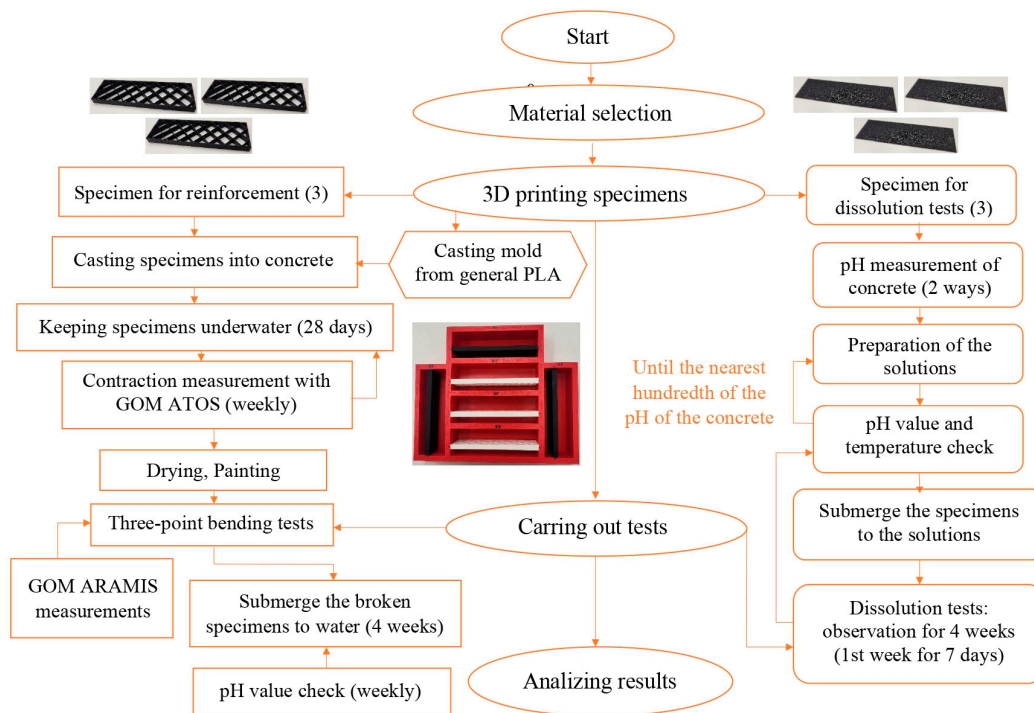 Start
Material selection
3D printing specimens
Specimen for reinforcement (3)
Casting specimens into concrete
Casting mold
from general PLA
Keeping specimens underwater (28 days)
Contraction measurement with
GOM ATOS (weekly)
Drying, Painting
Three-point bending tests
GOM ARAMIS
measurements
Submerge the broken
specimens to water (4 weeks)
pH value check (weekly)
Carring out tests
Analizing results
Specimen for
dissolution tests (3)
pH measurement of
concrete (2 ways)
Preparation of the
solutions
Until the nearest
hundredth of the
pH of the concrete
pH value and
temperature check
Submerge the specimens
to the solutions
Dissolution tests:
observation for 4 weeks
(1st week for 7 days)